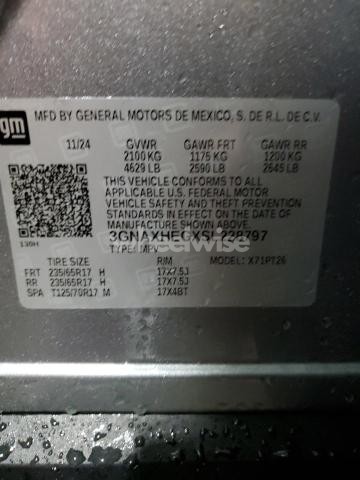 gm
MFD BY GENERAL MOTORS DE MEXICO, S. DE R.L. DE C.V.
11/24 GVWR GAWR FRT GAWR RR
2100 KG 1175 KG 1200 KG
4629 LB 2590 LB 2645 LB
THIS VEHICLE CONFORMS TO ALL
APPLICABLE U.S. FEDERAL MOTOR
VEHICLE SAFETY AND THEFT
PREVENTION STANDARDS IN EFFECT ON
THE DATE OF MANUFACTURE
SHOWN ABOVE.
TYPE: MPV MODEL: X71PT26
TIRE SIZE RIM
FRT 235/65R17 H 17X7.5J
RR 235/65R17 H 17X7.5J
SPA T125/70R17 M 17X4BT